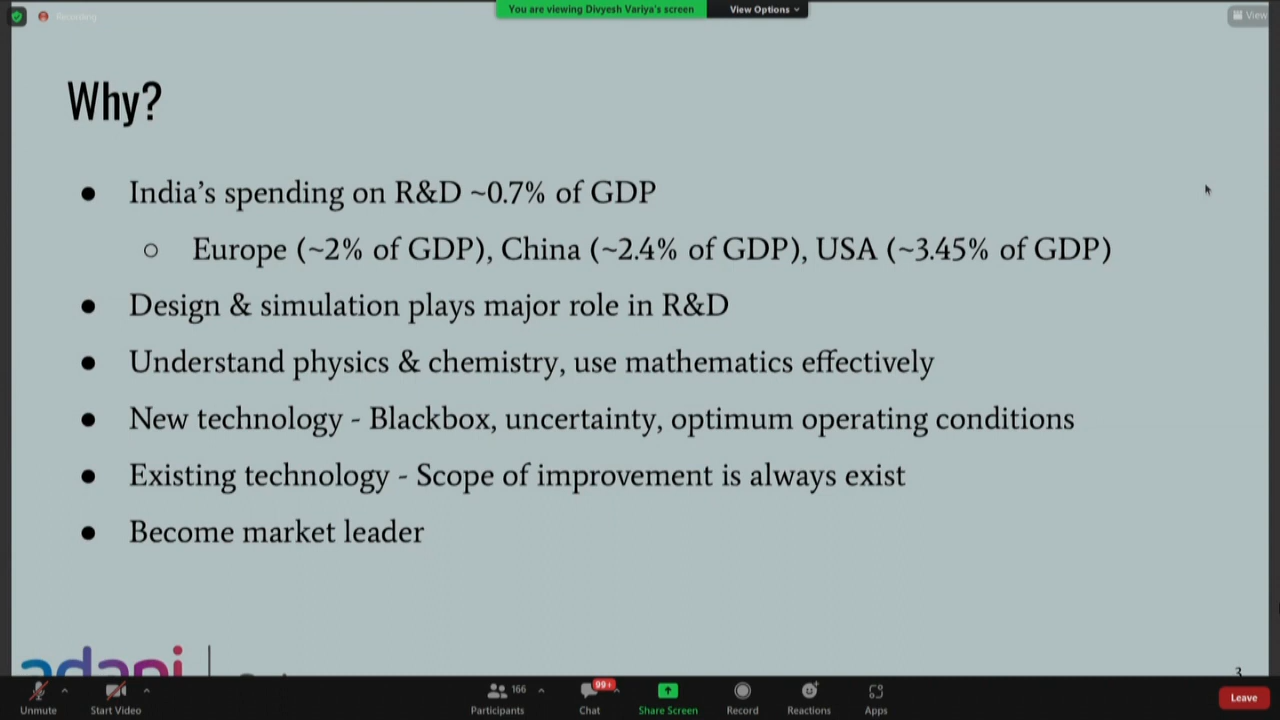 Recording
You are viewing Divyesh Variya's screen
View Options
View
Why?
● India's spending on R&D ~0.7% of GDP
○ Europe (~2% of GDP), China (~2.4% of GDP), USA (~3.45% of GDP)
● Design & simulation plays major role in R&D
● Understand physics & chemistry, use mathematics effectively
● New technology - Blackbox, uncertainty, optimum operating conditions
● Existing technology - Scope of improvement is always exist
● Become market leader
adani
3
166
99+
Unmute
Start Video
Participants
Chat
Share Screen
Record
Reactions
Apps
Leave